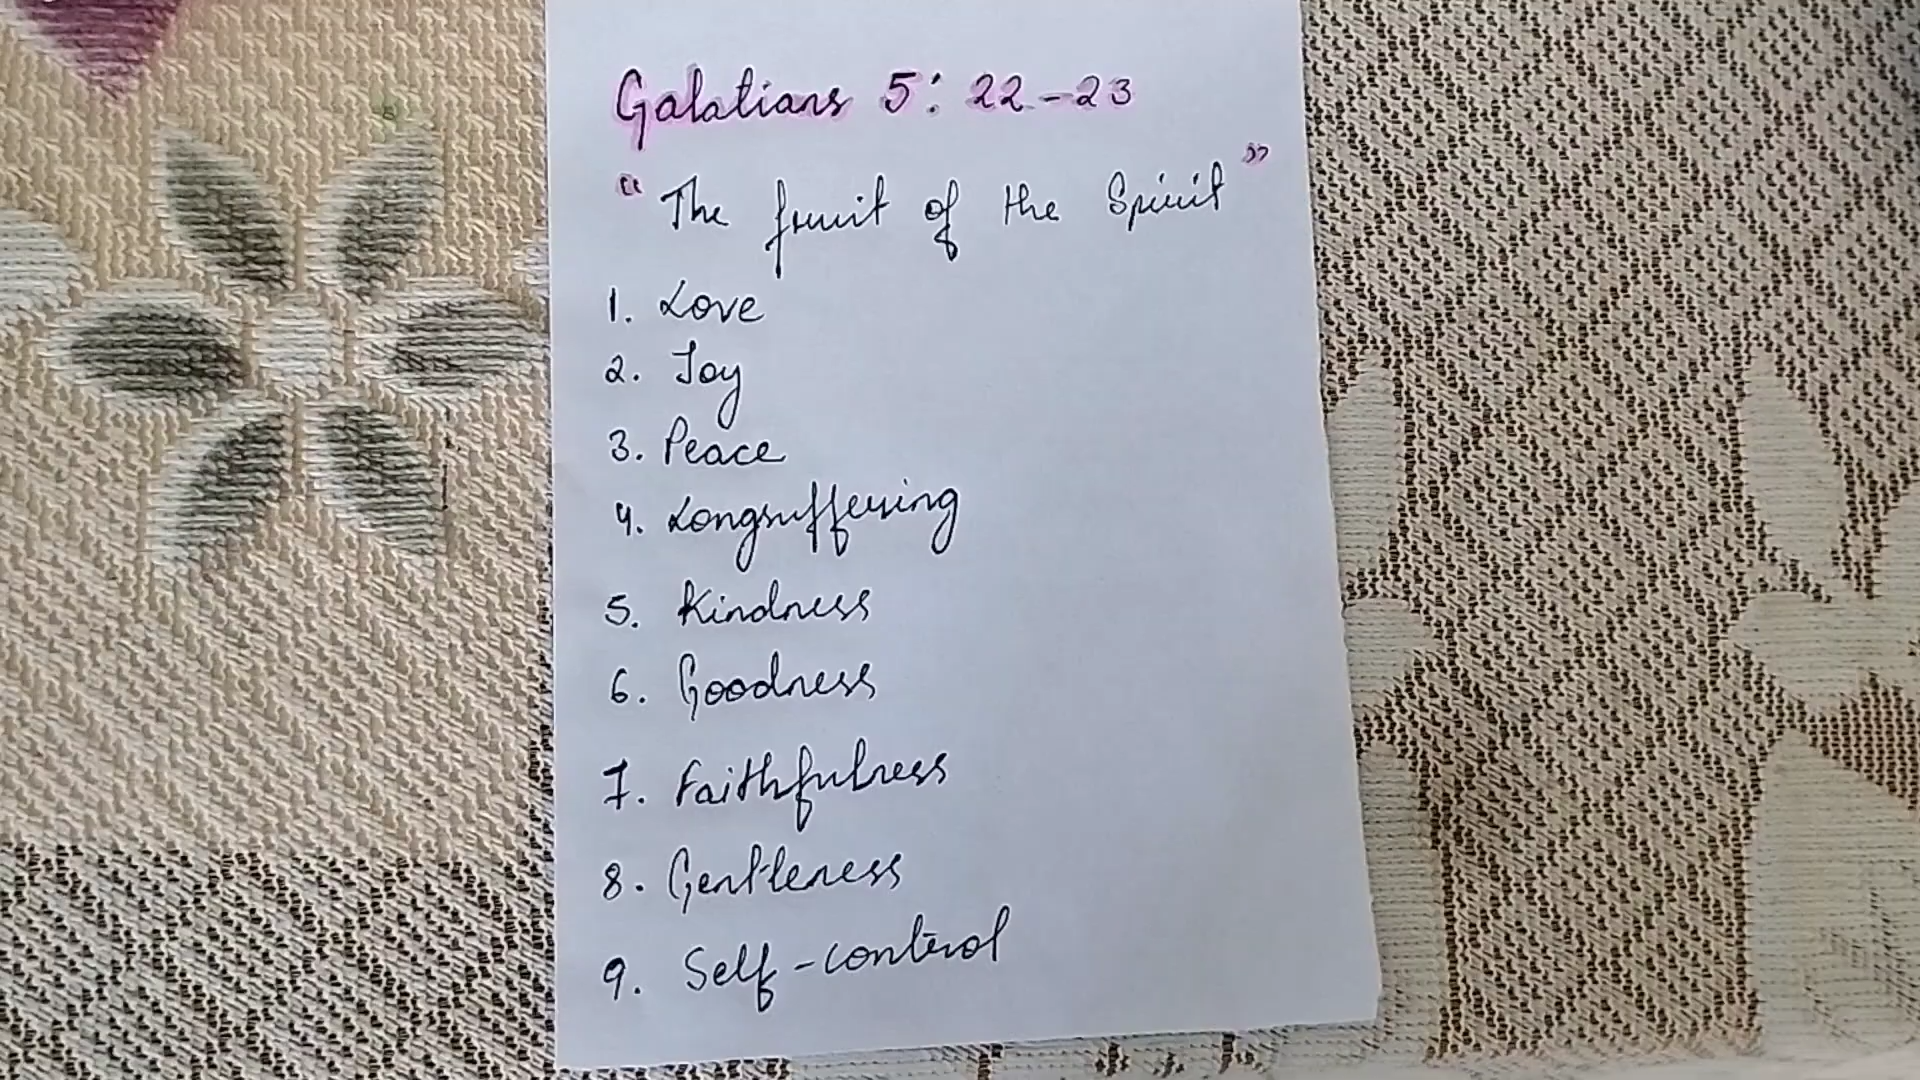 Galatians 5: 22-23
"The fruit of the Spirit"
1. Love
2. Joy
3. Peace
4. Longsuffering
5. Kindness
6. Goodness
7. Faithfulness
8. Gentleness
9. Self-control